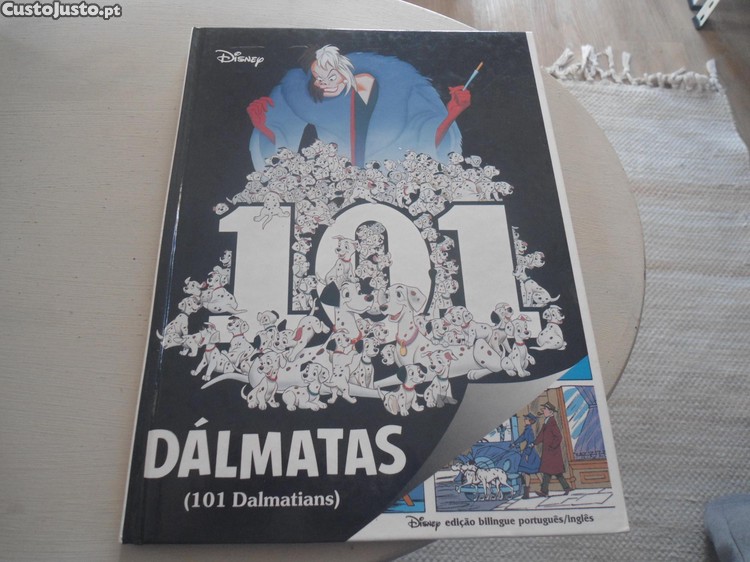 CustoJusto.pt
Disney
101
DÁLMATAS
(101 Dalmatians)
Disney edição bilingue português/inglês